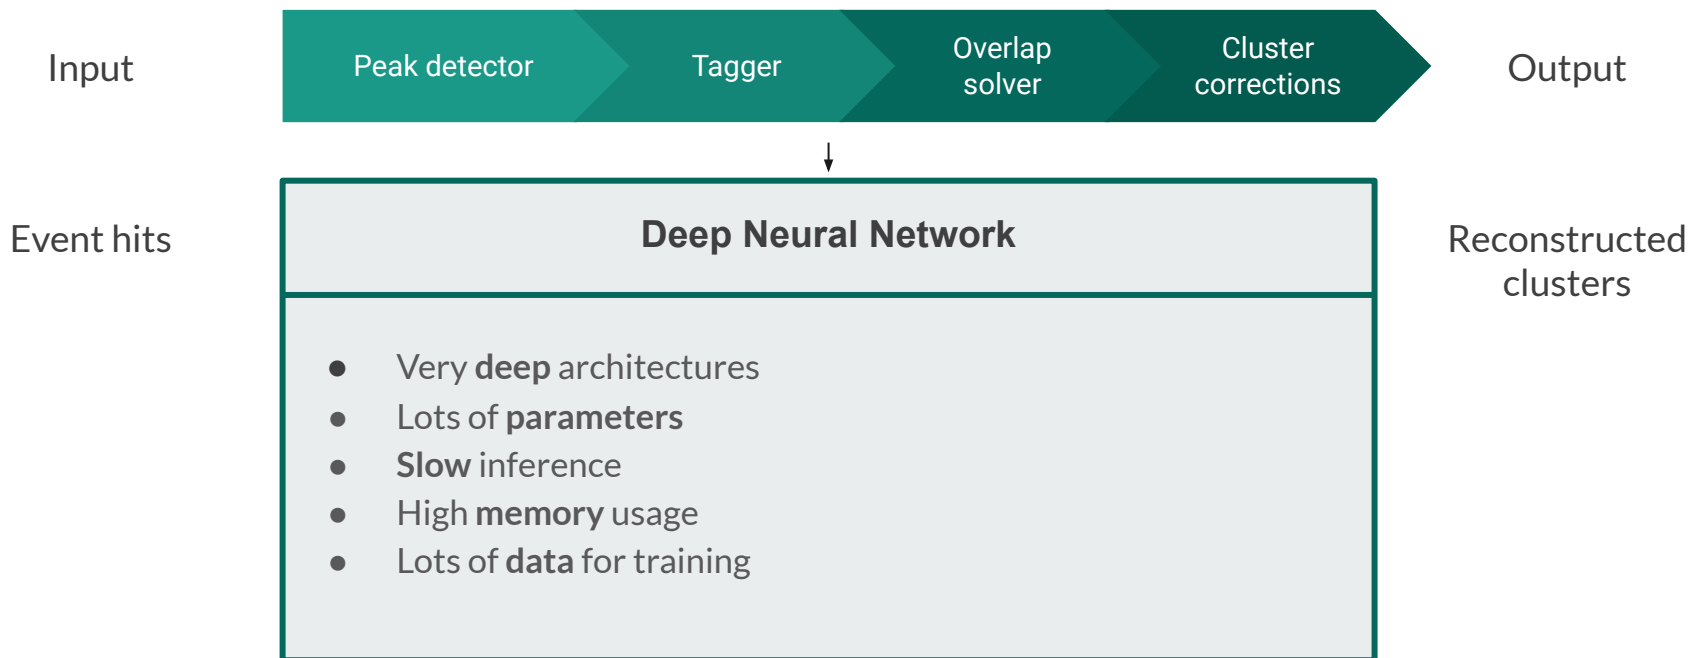 Input
Peak detector
Tagger
Overlap
solver
Cluster
corrections
Output
Event hits
Deep Neural Network
Reconstructed
clusters
● Very deep architectures
● Lots of parameters
● Slow inference
● High memory usage
● Lots of data for training